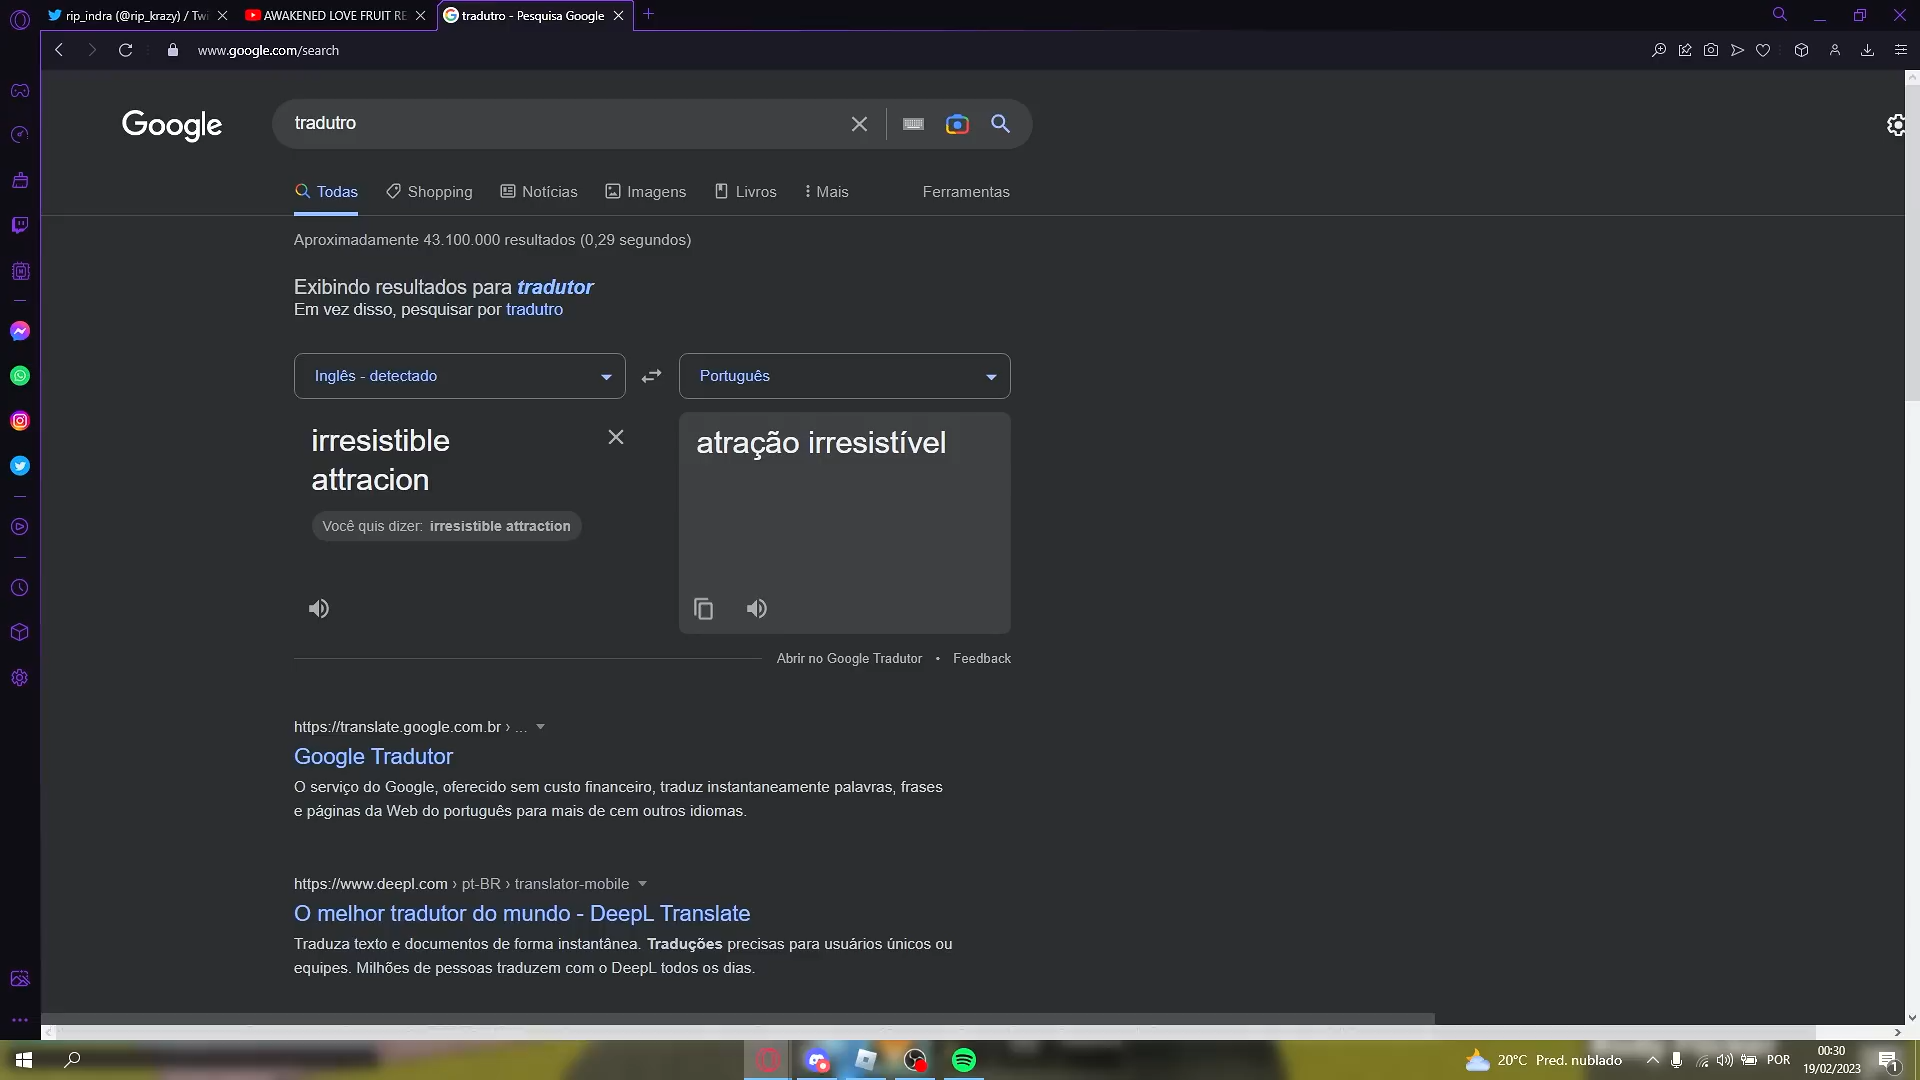 rip_indra (@rip_krazy) / Twi
AWAKENED LOVE FRUIT RE
tradutro - Pesquisa Google
www.google.com/search
Google
tradutro
Todas
Shopping
Notícias
Imagens
Livros
Mais
Ferramentas
Aproximadamente 43.100.000 resultados (0,29 segundos)
Exibindo resultados para tradutor
Em vez disso, pesquisar por tradutro
Inglês - detectado
Português
irresistible
attracion
atração irresistível
Você quis dizer: irresistible attraction
Abrir no Google Tradutor • Feedback
https://translate.google.com.br › ...
Google Tradutor
O serviço do Google, oferecido sem custo financeiro, traduz instantaneamente palavras, frases
e páginas da Web do português para mais de cem outros idiomas.
https://www.deepl.com › pt-BR › translator-mobile
O melhor tradutor do mundo - DeepL Translate
Traduza texto e documentos de forma instantânea. Traduções precisas para usuários únicos ou
equipes. Milhões de pessoas traduzem com o DeepL todos os dias.
20°C Pred. nublado
POR
00:30
19/02/2023
1